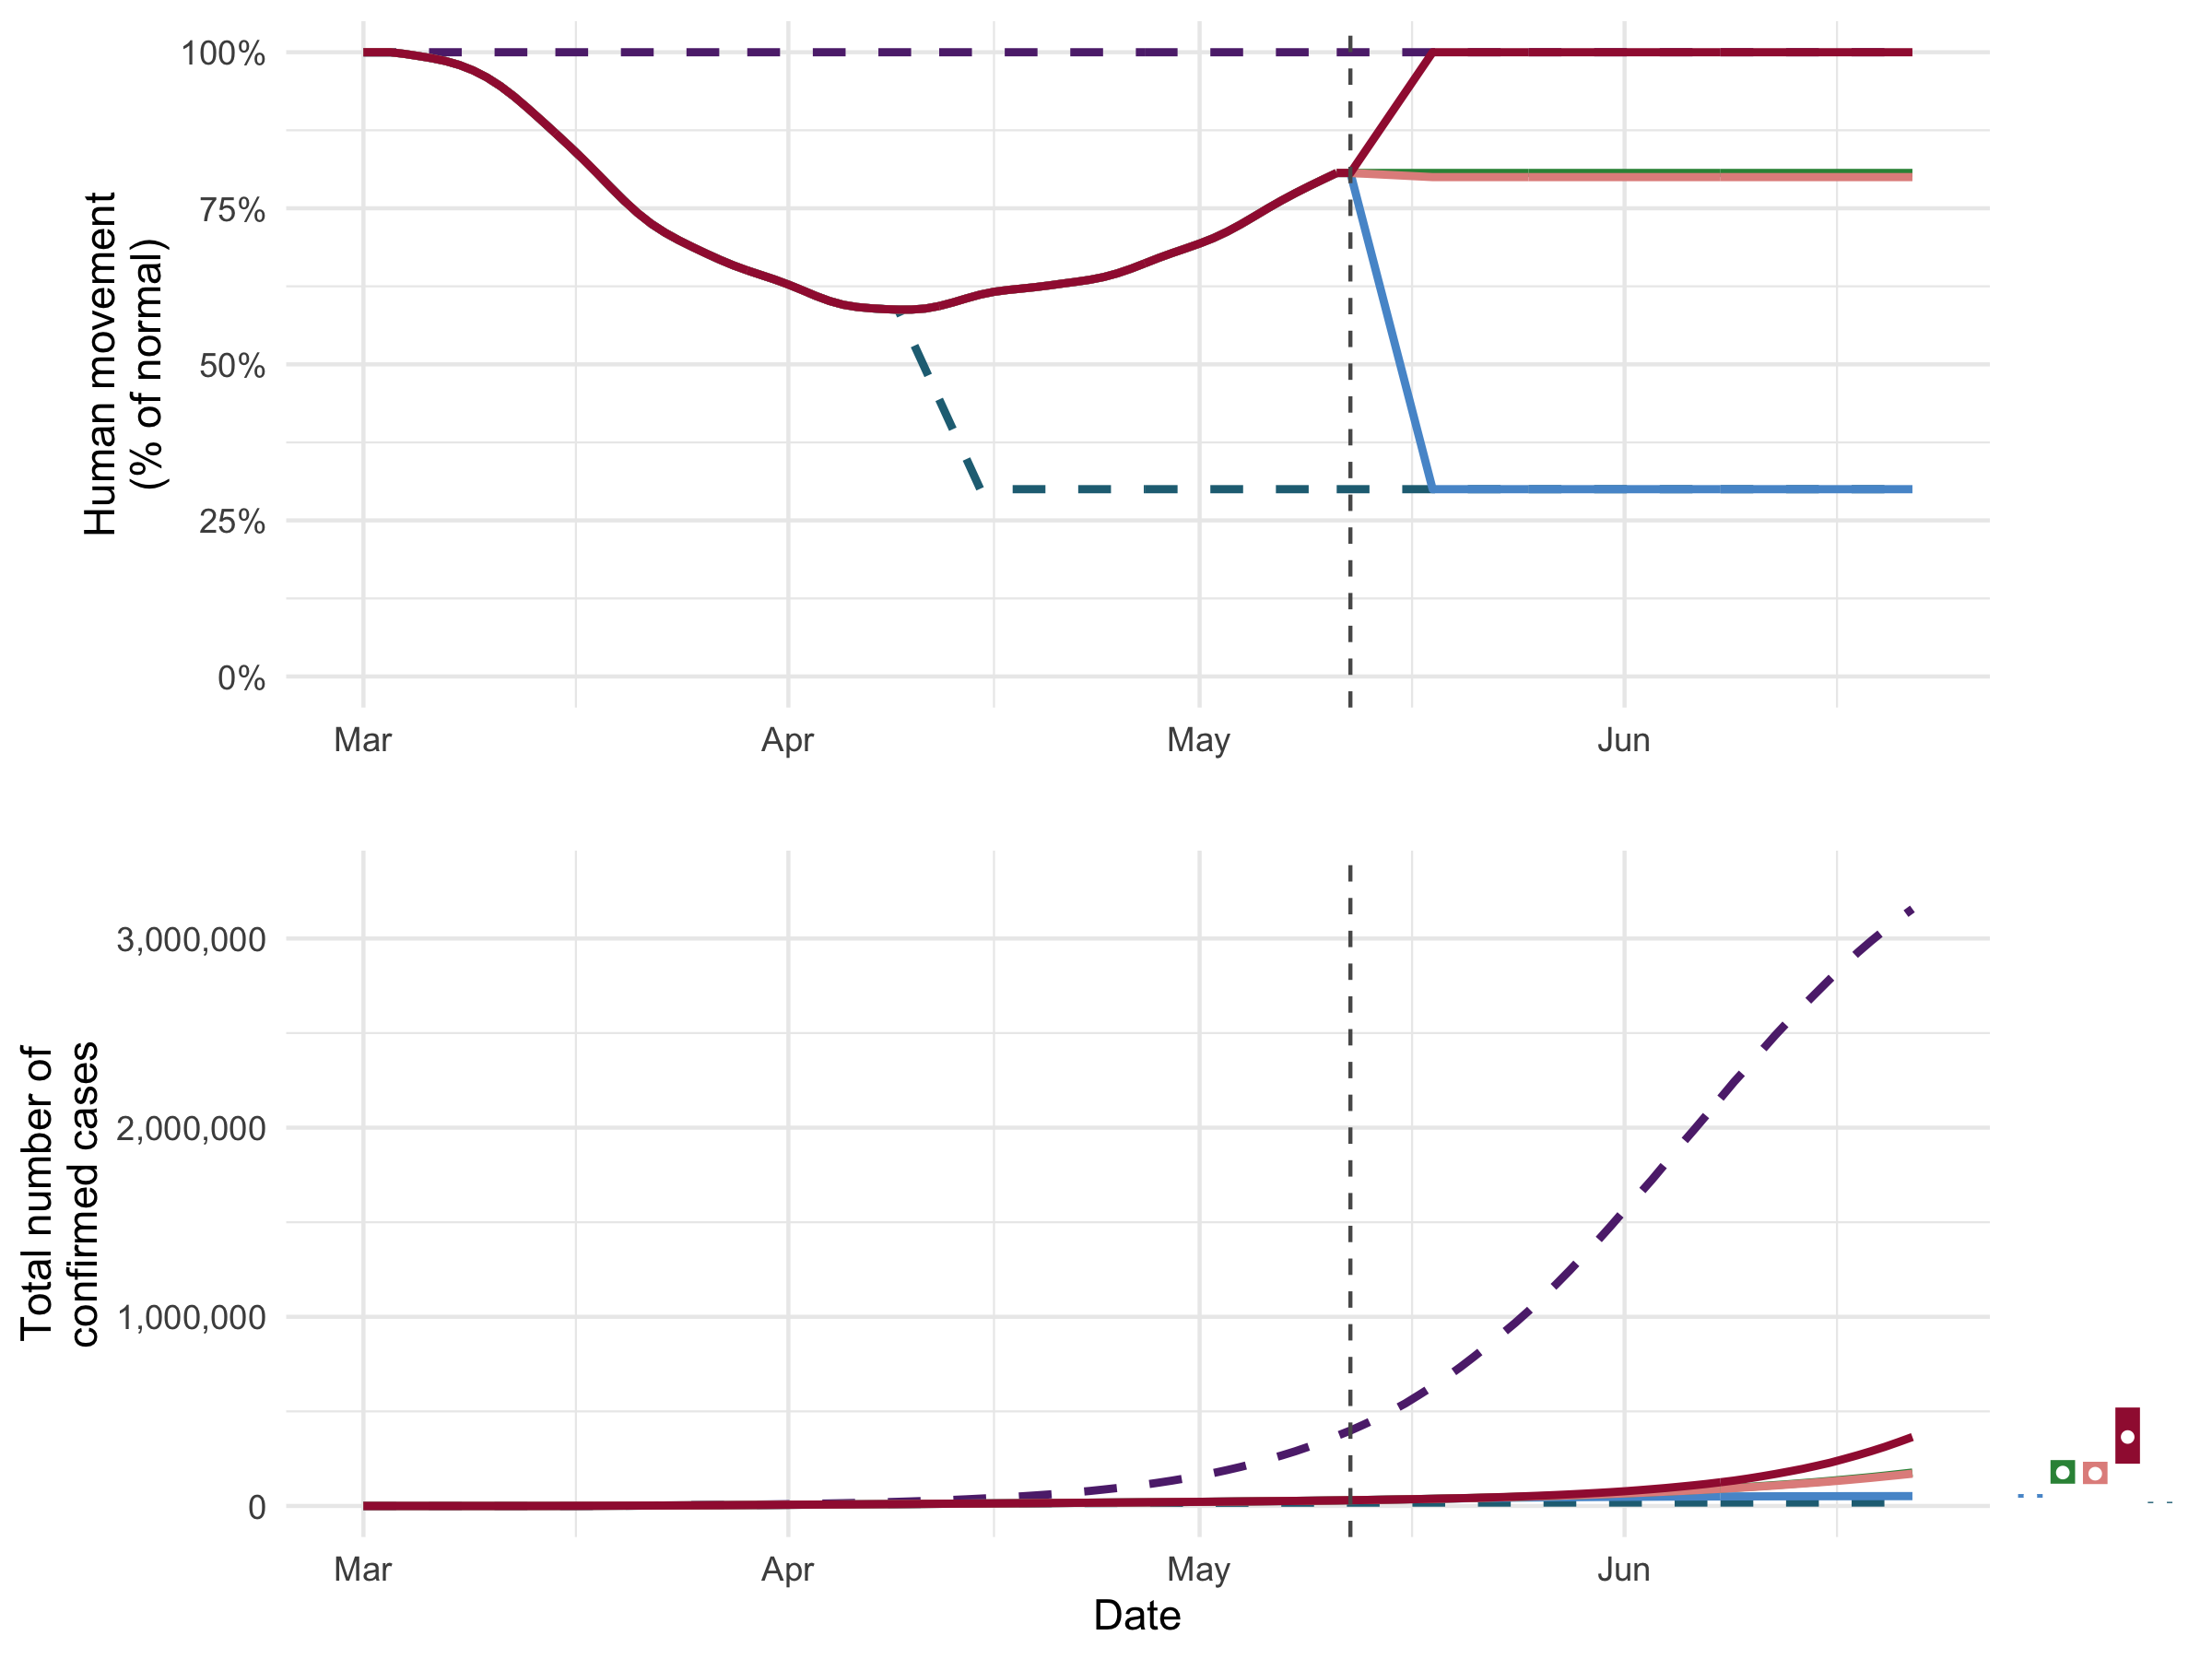 Human movement
(% of normal)
100%
75%
50%
25%
0%
Mar
Apr
May
Jun
Total number of
confirmed cases
3,000,000
2,000,000
1,000,000
0
Mar
Apr
May
Jun
Date